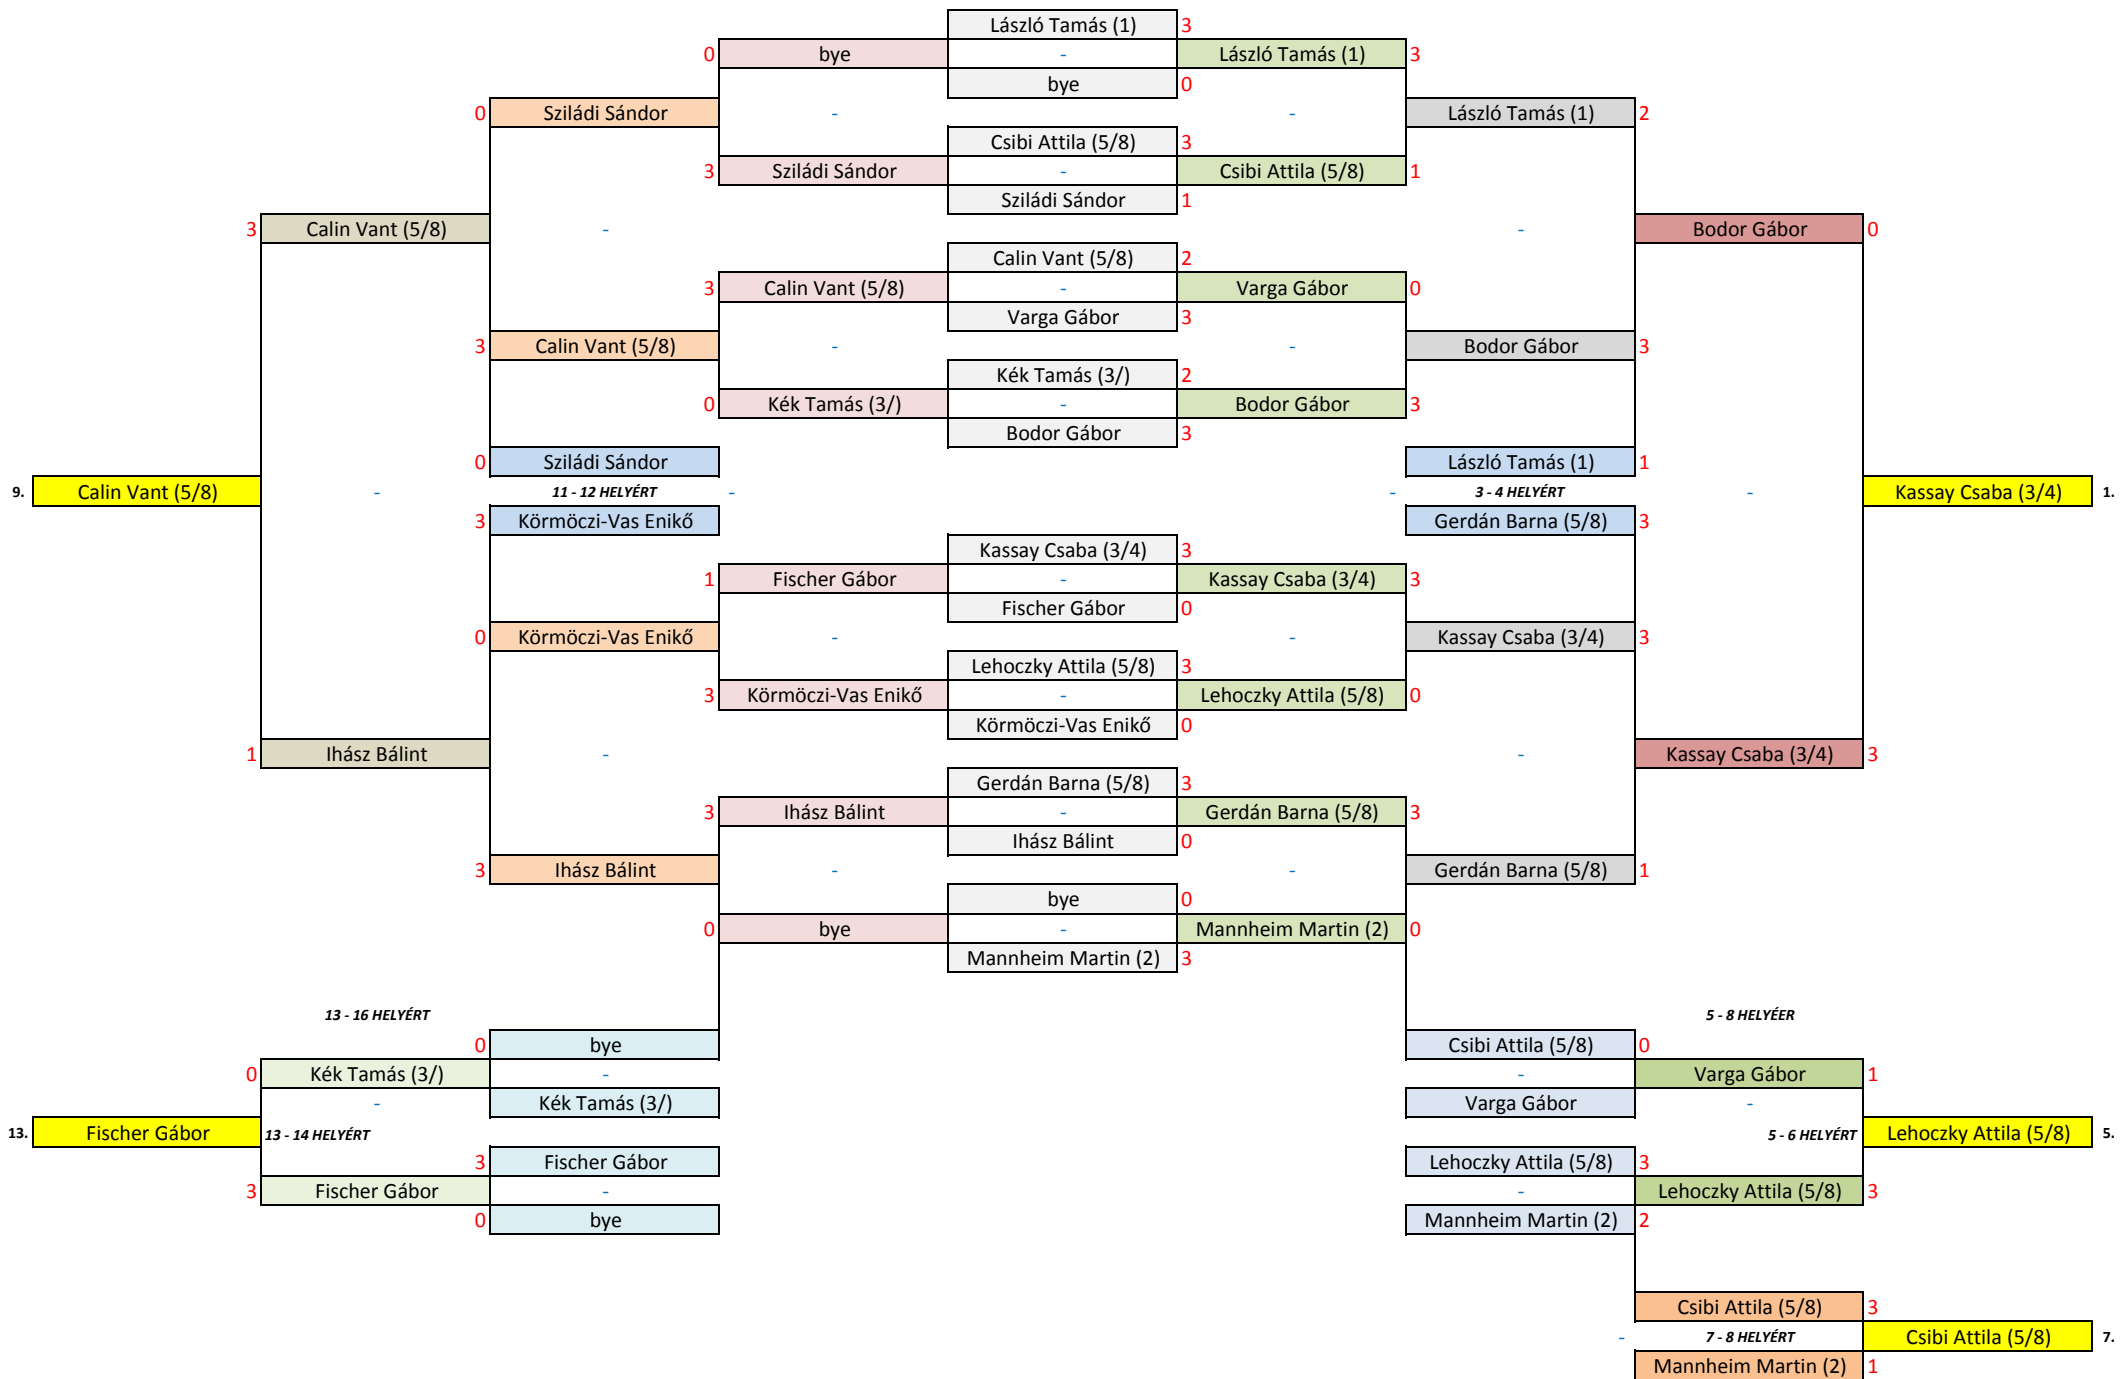 László Tamás (1) 3
0 bye - László Tamás (1) 3
bye 0
0 Sziládi Sándor - - László Tamás (1) 2
Csibi Attila (5/8) 3
3 Sziládi Sándor - Csibi Attila (5/8) 1
Sziládi Sándor 1
3 Calin Vant (5/8) - - Bodor Gábor 0
Calin Vant (5/8) 2
3 Calin Vant (5/8) - Varga Gábor 0
Varga Gábor 3
3 Calin Vant (5/8) - - Bodor Gábor 3
Kék Tamás (3/) 2
0 Kék Tamás (3/) - Bodor Gábor 3
Bodor Gábor 3
0 Sziládi Sándor László Tamás (1) 1
9. Calin Vant (5/8) - 11 - 12 HELYÉRT - - 3 - 4 HELYÉRT - Kassay Csaba (3/4) 1.
3 Körmöczi-Vas Enikő Gerdán Barna (5/8) 3
Kassay Csaba (3/4) 3
1 Fischer Gábor - Kassay Csaba (3/4) 3
Fischer Gábor 0
0 Körmöczi-Vas Enikő - - Kassay Csaba (3/4) 3
Lehoczky Attila (5/8) 3
3 Körmöczi-Vas Enikő - Lehoczky Attila (5/8) 0
Körmöczi-Vas Enikő 0
1 Ihász Bálint - - Kassay Csaba (3/4) 3
Gerdán Barna (5/8) 3
3 Ihász Bálint - Gerdán Barna (5/8) 3
Ihász Bálint 0
3 Ihász Bálint - - Gerdán Barna (5/8) 1
bye 0
0 bye - Mannheim Martin (2) 0
Mannheim Martin (2) 3
13 - 16 HELYÉRT 5 - 8 HELYÉER
0 bye Csibi Attila (5/8) 0
0 Kék Tamás (3/) - - Varga Gábor 1
- Kék Tamás (3/) Varga Gábor -
13. Fischer Gábor 13 - 14 HELYÉRT 5 - 6 HELYÉRT Lehoczky Attila (5/8) 5.
3 Fischer Gábor Lehoczky Attila (5/8) 3
3 Fischer Gábor - - Lehoczky Attila (5/8) 3
0 bye Mannheim Martin (2) 2
Csibi Attila (5/8) 3
- 7 - 8 HELYÉRT Csibi Attila (5/8) 7.
Mannheim Martin (2) 1